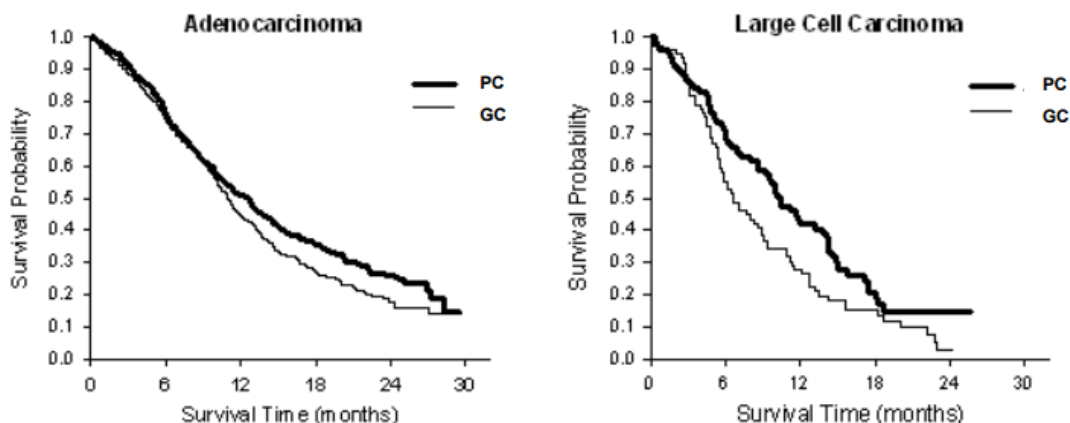 Adenocarcinoma
1.0
0.9
0.8
0.7
0.6
0.5
0.4
0.3
0.2
0.1
0.0
Survival Probability
PC
GC
0 6 12 18 24 30
Survival Time (months)
Large Cell Carcinoma
1.0
0.9
0.8
0.7
0.6
0.5
0.4
0.3
0.2
0.1
0.0
Survival Probability
PC
GC
0 6 12 18 24 30
Survival Time (months)